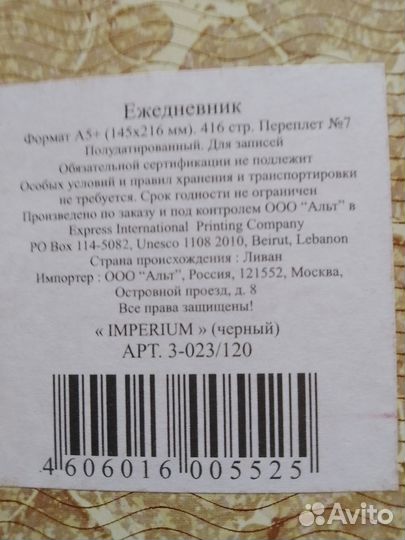 Ежедневник
Формат А5+ (145х216 мм). 416 стр. Переплет №7
Полудатированный. Для записей
Обязательной сертификации не подлежит
Особых условий и правил хранения и транспортировки
не требуется. Срок годности не ограничен
Произведено по заказу и под контролем ООО “Альт” в
Express International Printing Company
PO Box 114-5082, Unesco 1108 2010, Beirut, Lebanon
Страна происхождения : Ливан
Импортер : ООО “Альт”, Россия, 121552, Москва,
Островной проезд, д. 8
Все права защищены!
« IMPERIUM » (черный)
АРТ. 3-023/120
4 606016 005525
Avito